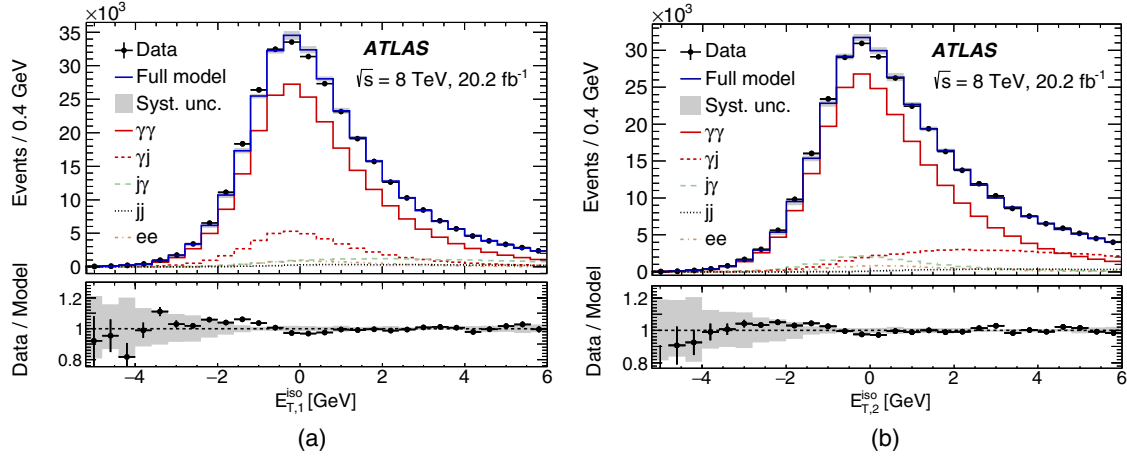 ×10³
35
30
25
20
15
10
5
0
Events / 0.4 GeV
Data
Full model
Syst. unc.
γγ
γj
jγ
jj
ee
ATLAS
√s = 8 TeV, 20.2 fb⁻¹
1.2
1
0.8
Data / Model
−4 −2 0 2 4 6
E_T,1^iso [GeV]
(a)
×10³
35
30
25
20
15
10
5
0
Events / 0.4 GeV
Data
Full model
Syst. unc.
γγ
γj
jγ
jj
ee
ATLAS
√s = 8 TeV, 20.2 fb⁻¹
1.2
1
0.8
Data / Model
−4 −2 0 2 4 6
E_T,2^iso [GeV]
(b)